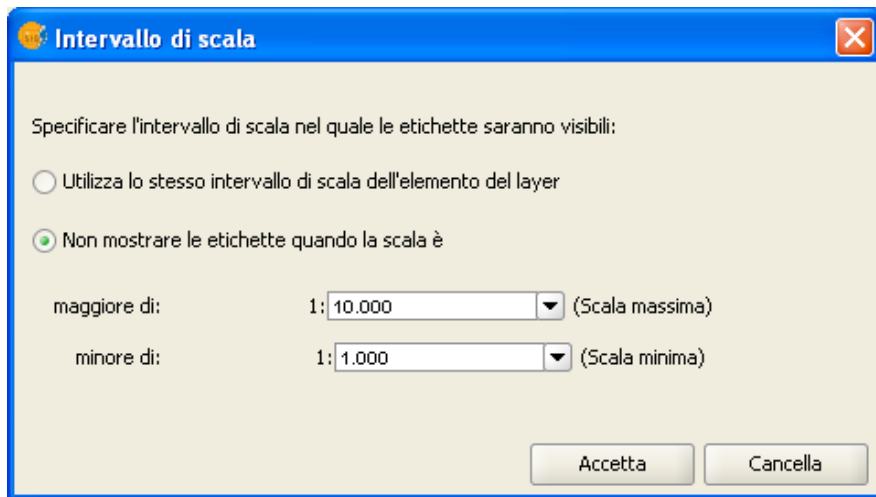 Intervallo di scala
Specificare l'intervallo di scala nel quale le etichette saranno visibili:
Utilizza lo stesso intervallo di scala dell'elemento del layer
Non mostrare le etichette quando la scala è
maggiore di: 1: 10.000 (Scala massima)
minore di: 1: 1.000 (Scala minima)
Accetta Cancella